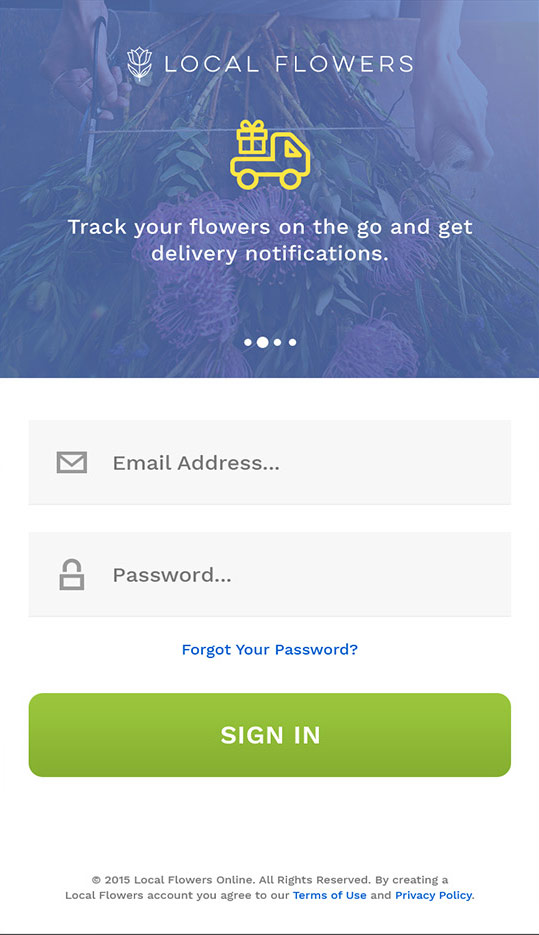 LOCAL FLOWERS
Track your flowers on the go and get
delivery notifications.
Email Address...
Password...
Forgot Your Password?
SIGN IN
© 2015 Local Flowers Online. All Rights Reserved. By creating a
Local Flowers account you agree to our Terms of Use and Privacy Policy.